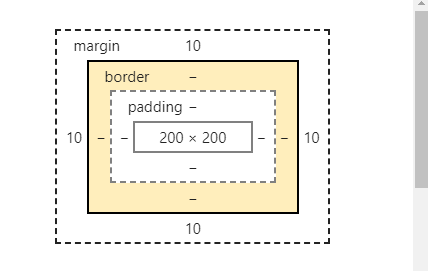 margin 10
border –
padding –
10 – – 200 × 200 – – 10
–
–
10